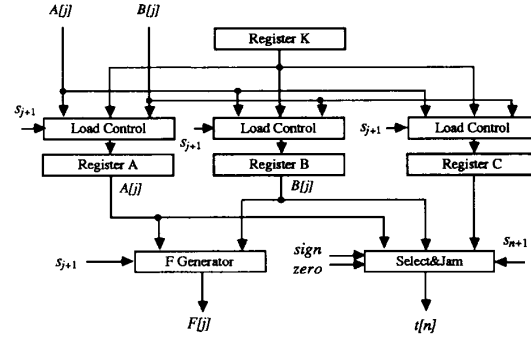 A[j] B[j]
Register K
s_{j+1} Load Control s_{j+1} Load Control s_{j+1} Load Control
Register A Register B Register C
A[j] B[j]
s_{j+1} F Generator sign zero Select&Jam s_{n+1}
F[j] t[n]